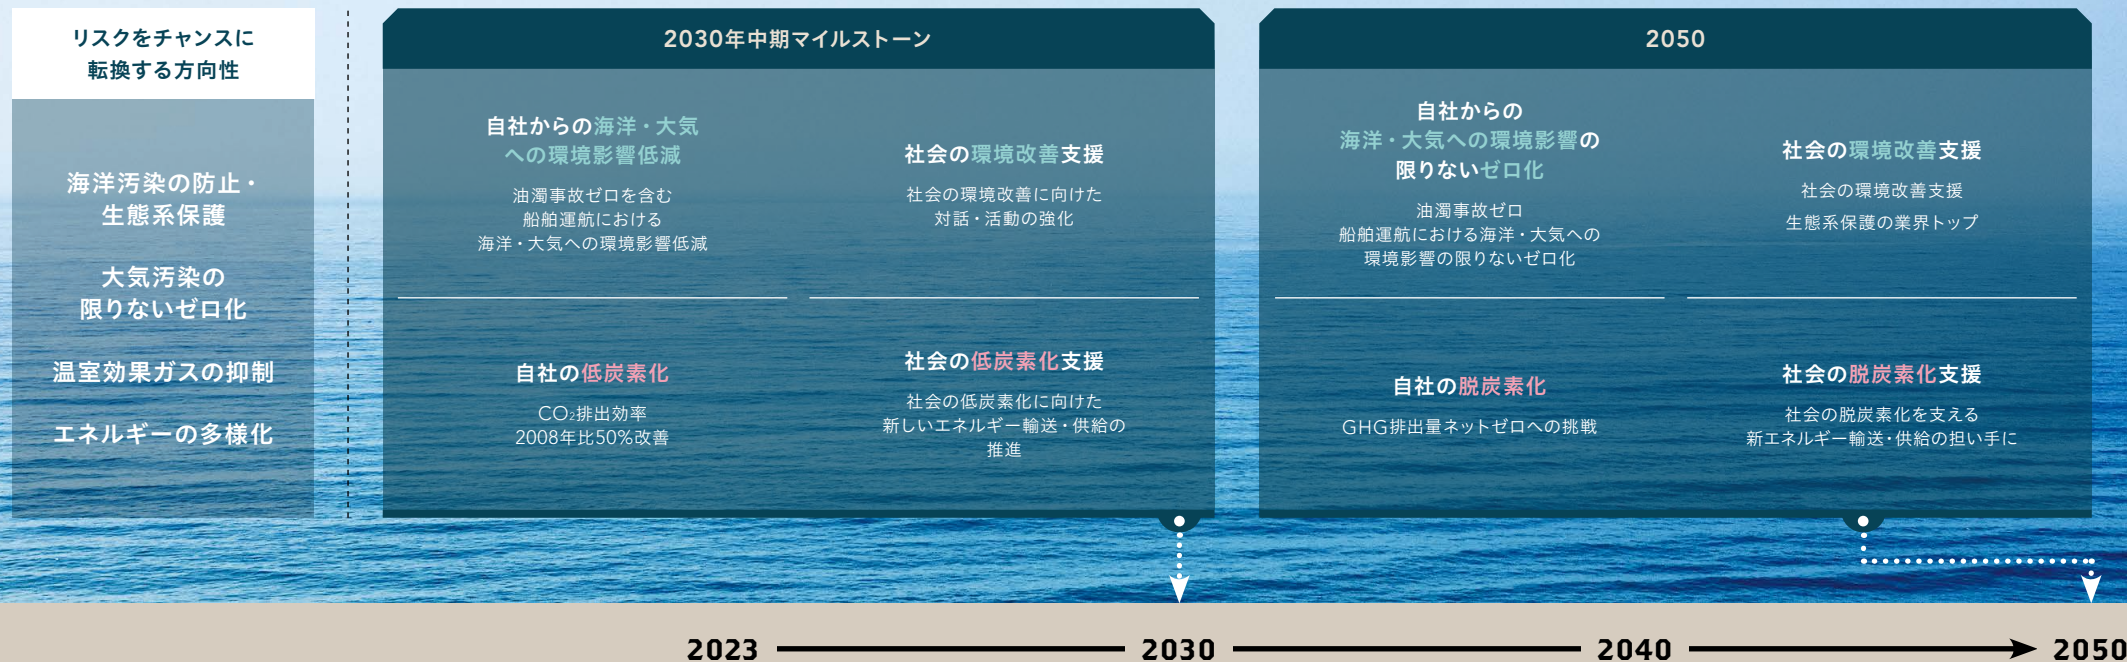 リスクをチャンスに
転換する方向性
海洋汚染の防止・
生態系保護
大気汚染の
限りないゼロ化
温室効果ガスの抑制
エネルギーの多様化
2030年中期マイルストーン
自社からの海洋・大気
への環境影響低減
油濁事故ゼロを含む
船舶運航における
海洋・大気への環境影響低減
社会の環境改善支援
社会の環境改善に向けた
対話・活動の強化
自社の低炭素化
CO₂排出効率
2008年比50%改善
社会の低炭素化支援
社会の低炭素化に向けた
新しいエネルギー輸送・供給の
推進
2050
自社からの
海洋・大気への環境影響の
限りないゼロ化
油濁事故ゼロ
船舶運航における海洋・大気への
環境影響の限りないゼロ化
社会の環境改善支援
社会の環境改善支援
生態系保護の業界トップ
自社の脱炭素化
GHG排出量ネットゼロへの挑戦
社会の脱炭素化支援
社会の脱炭素化を支える
新エネルギー輸送・供給の担い手に
2023 2030 2040 2050